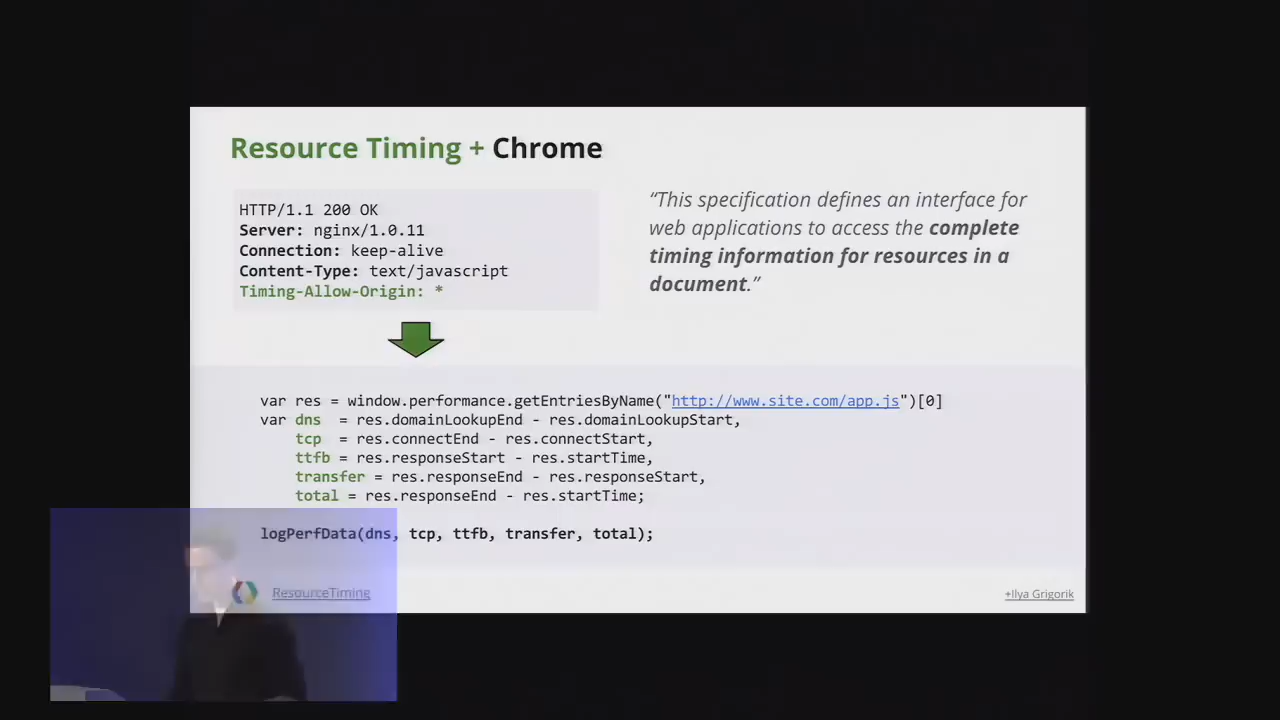 Resource Timing + Chrome
HTTP/1.1 200 OK
Server: nginx/1.0.11
Connection: keep-alive
Content-Type: text/javascript
Timing-Allow-Origin: *
“This specification defines an interface for
web applications to access the complete
timing information for resources in a
document.”
var res = window.performance.getEntriesByName("http://www.site.com/app.js")[0]
var dns = res.domainLookupEnd - res.domainLookupStart,
tcp = res.connectEnd - res.connectStart,
ttfb = res.responseStart - res.startTime,
transfer = res.responseEnd - res.responseStart,
total = res.responseEnd - res.startTime;
logPerfData(dns, tcp, ttfb, transfer, total);
ResourceTiming
+Ilya Grigorik